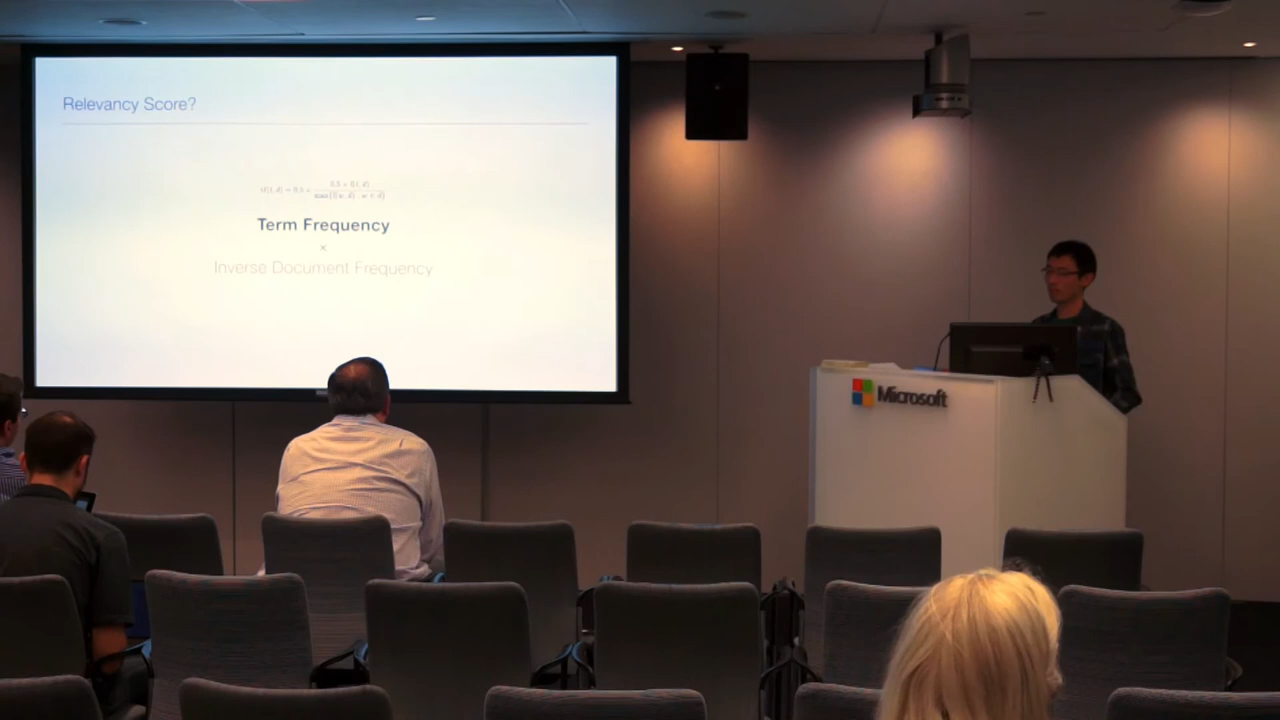 Relevancy Score?
Term Frequency
×
Inverse Document Frequency
Microsoft